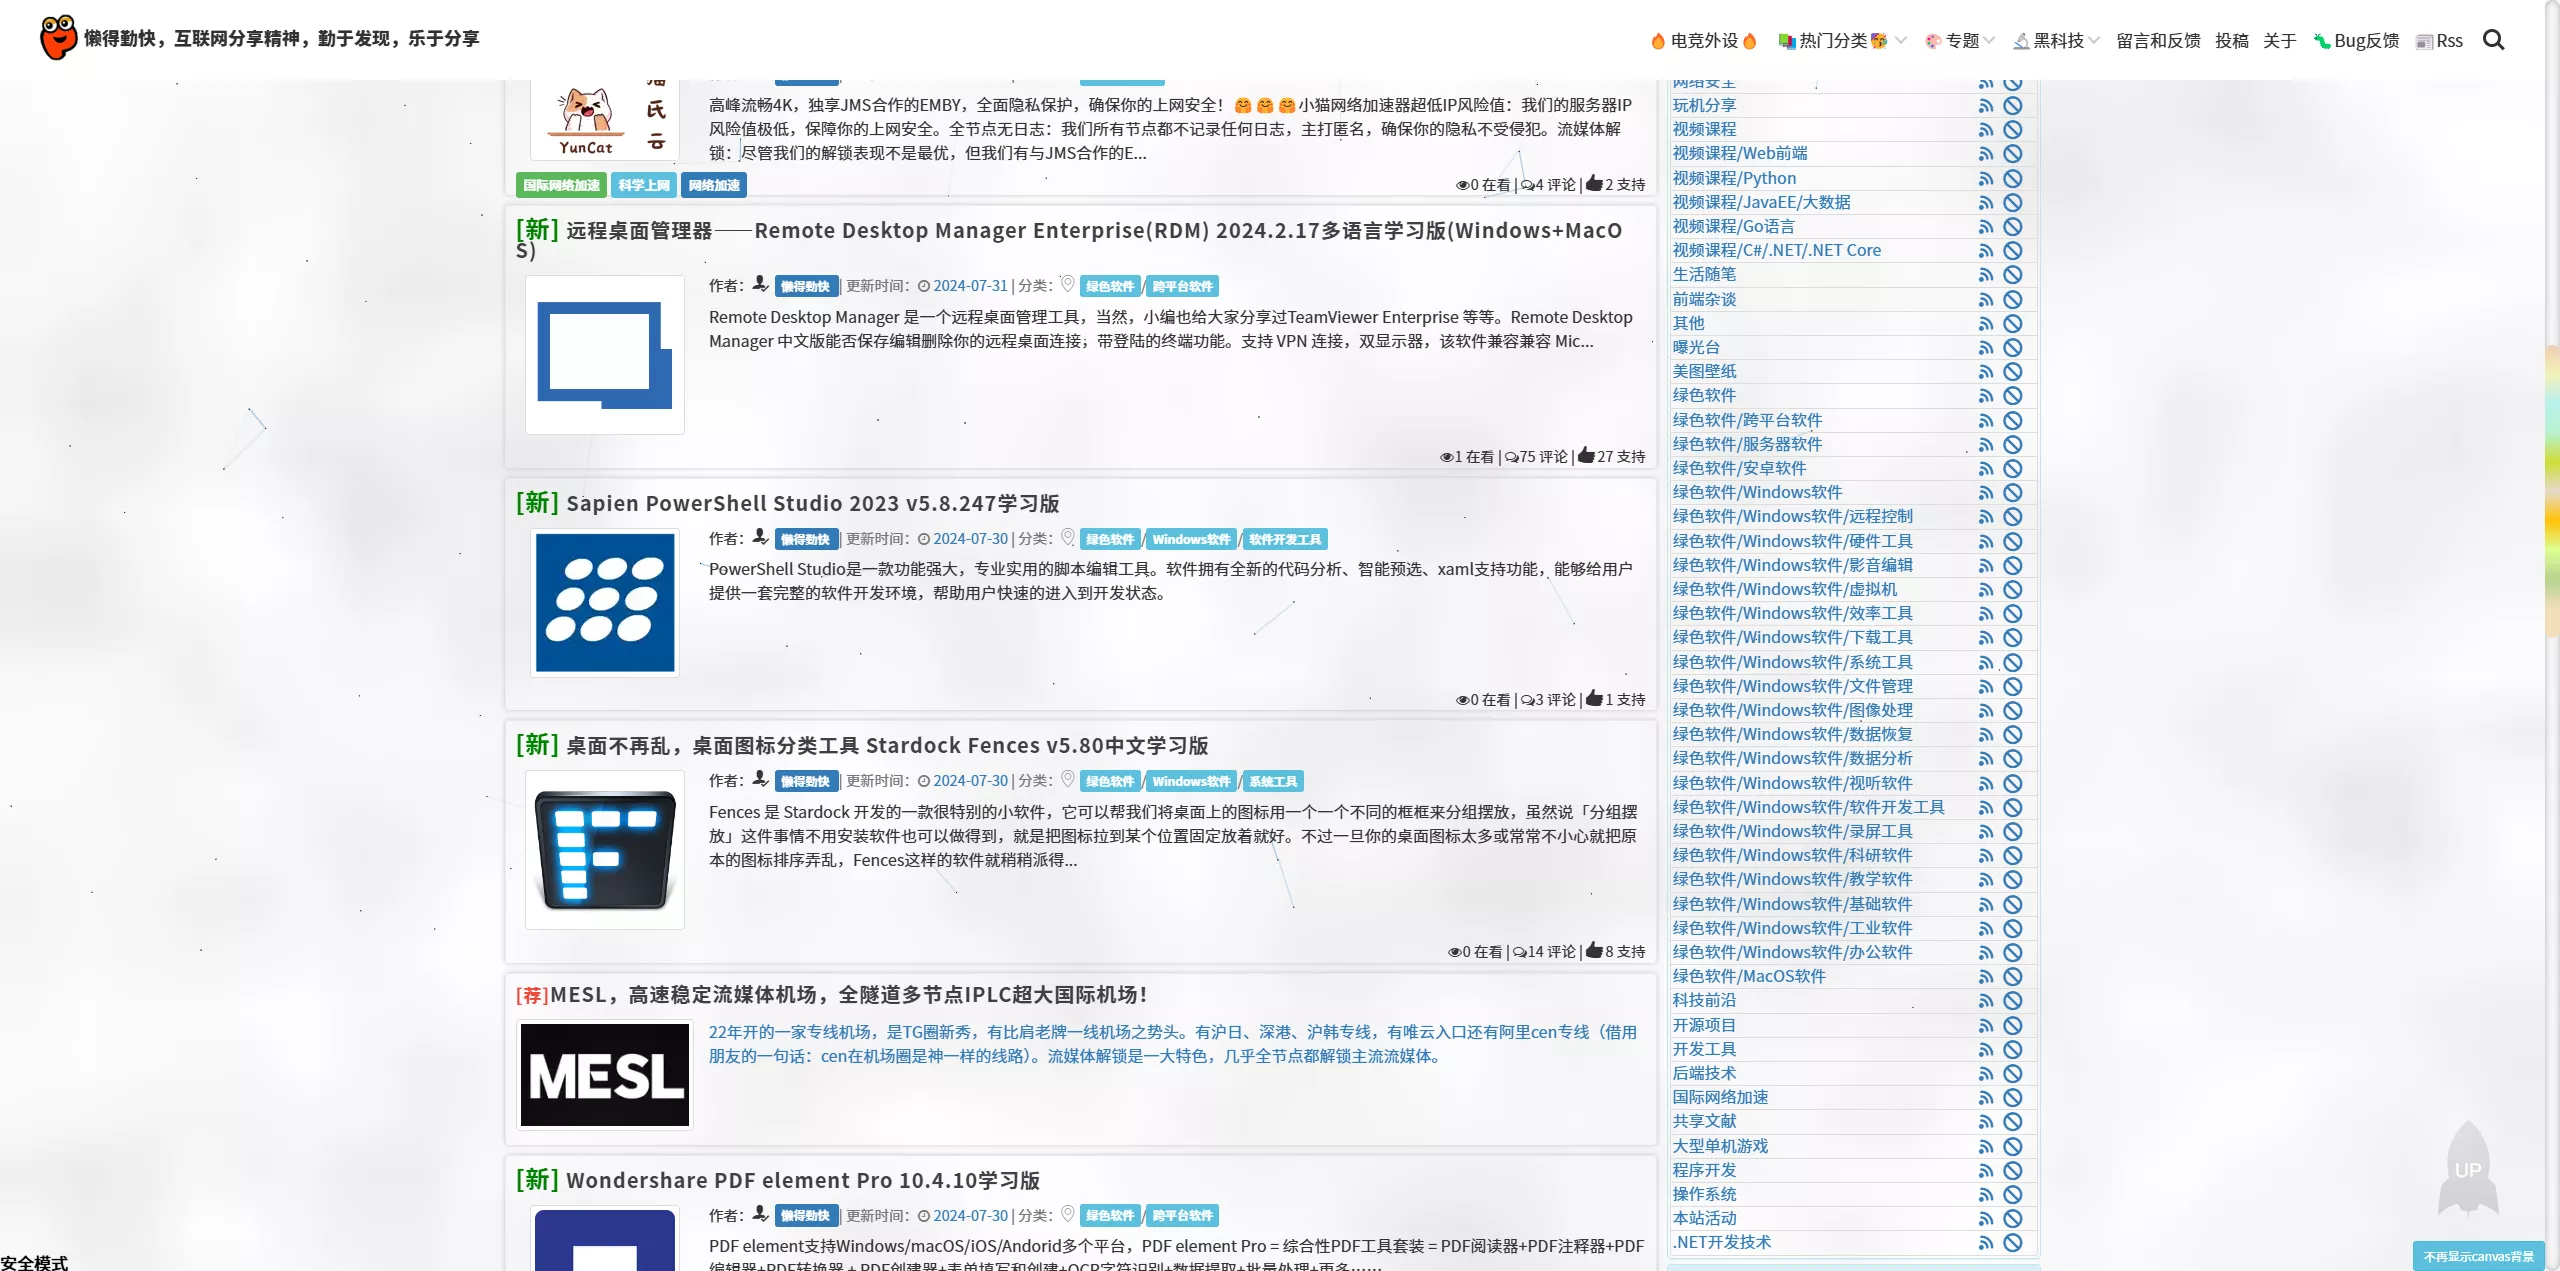 懒得勤快，互联网分享精神，勤于发现，乐于分享
电竞外设 热门分类 专题 黑科技 留言和反馈 投稿 关于 Bug反馈 Rss
YunCat
氏
云
高峰流畅4K，独享JMS合作的EMBY，全面隐私保护，确保你的上网安全！🤗🤗🤗小猫网络加速器超低IP风险值：我们的服务器IP
风险值极低，保障你的上网安全。全节点无日志：我们所有节点都不记录任何日志，主打匿名，确保你的隐私不受侵犯。流媒体解
锁：尽管我们的解锁表现不是最优，但我们有与JMS合作的E...
国际网络加速 科学上网 网络加速
0 在看 | 4 评论 | 2 支持
[新] 远程桌面管理器——Remote Desktop Manager Enterprise(RDM) 2024.2.17多语言学习版(Windows+MacO
S)
作者： 懒得勤快 | 更新时间： 2024-07-31 | 分类： 绿色软件/跨平台软件
Remote Desktop Manager 是一个远程桌面管理工具，当然，小编也给大家分享过TeamViewer Enterprise 等等。Remote Desktop
Manager 中文版能否保存编辑删除你的远程桌面连接；带登陆的终端功能。支持 VPN 连接，双显示器，该软件兼容兼容 Mic...
1 在看 | 75 评论 | 27 支持
[新] Sapien PowerShell Studio 2023 v5.8.247学习版
作者： 懒得勤快 | 更新时间： 2024-07-30 | 分类： 绿色软件/Windows软件/软件开发工具
PowerShell Studio是一款功能强大，专业实用的脚本编辑工具。软件拥有全新的代码分析、智能预选、xaml支持功能，能够给用户
提供一套完整的软件开发环境，帮助用户快速的进入到开发状态。
0 在看 | 3 评论 | 1 支持
[新] 桌面不再乱，桌面图标分类工具 Stardock Fences v5.80中文学习版
作者： 懒得勤快 | 更新时间： 2024-07-30 | 分类： 绿色软件/Windows软件/系统工具
Fences 是 Stardock 开发的一款很特别的小软件，它可以帮我们将桌面上的图标用一个一个不同的框框来分组摆放，虽然说「分组摆
放」这件事情不用安装软件也可以做得到，就是把图标拉到某个位置固定放着就好。不过一旦你的桌面图标太多或常常不小心就把原
本的图标排序弄乱，Fences这样的软件就稍稍派得...
0 在看 | 14 评论 | 8 支持
[荐]MESL，高速稳定流媒体机场，全隧道多节点IPLC超大国际机场！
MESL
22年开的一家专线机场，是TG圈新秀，有比肩老牌一线机场之势头。有沪日、深港、沪韩专线，有唯云入口还有阿里cen专线（借用
朋友的一句话：cen在机场圈是神一样的线路）。流媒体解锁是一大特色，几乎全节点都解锁主流流媒体。
[新] Wondershare PDF element Pro 10.4.10学习版
作者： 懒得勤快 | 更新时间： 2024-07-30 | 分类： 绿色软件/跨平台软件
PDF element支持Windows/macOS/iOS/Andorid多个平台，PDF element Pro = 综合性PDF工具套装 = PDF阅读器+PDF注释器+PDF
编辑器+PDF转换器 + PDF创建器+表单填写和创建+OCR字符识别+数据提取+批量处理+更多……
网络安全
玩机分享
视频课程
视频课程/Web前端
视频课程/Python
视频课程/JavaEE/大数据
视频课程/Go语言
视频课程/C#/.NET/.NET Core
生活随笔
前端杂谈
其他
曝光台
美图壁纸
绿色软件
绿色软件/跨平台软件
绿色软件/服务器软件
绿色软件/安卓软件
绿色软件/Windows软件
绿色软件/Windows软件/远程控制
绿色软件/Windows软件/硬件工具
绿色软件/Windows软件/影音编辑
绿色软件/Windows软件/虚拟机
绿色软件/Windows软件/效率工具
绿色软件/Windows软件/下载工具
绿色软件/Windows软件/系统工具
绿色软件/Windows软件/文件管理
绿色软件/Windows软件/图像处理
绿色软件/Windows软件/数据恢复
绿色软件/Windows软件/数据分析
绿色软件/Windows软件/视听软件
绿色软件/Windows软件/软件开发工具
绿色软件/Windows软件/录屏工具
绿色软件/Windows软件/科研软件
绿色软件/Windows软件/教学软件
绿色软件/Windows软件/基础软件
绿色软件/Windows软件/工业软件
绿色软件/Windows软件/办公软件
绿色软件/MacOS软件
科技前沿
开源项目
开发工具
后端技术
国际网络加速
共享文献
大型单机游戏
程序开发
操作系统
本站活动
.NET开发技术
UP
不再显示canvas背景
安全模式